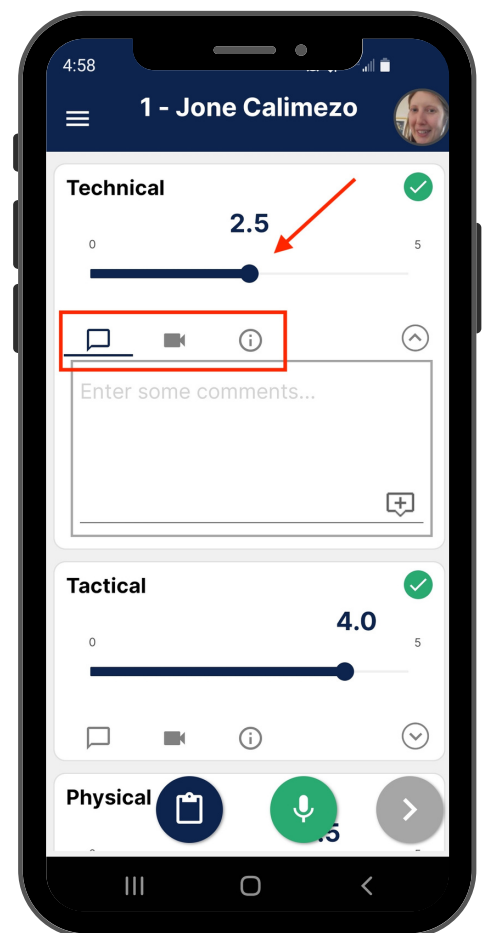 4:58
1 - Jone Calimezo
Technical
2.5
0 5
Enter some comments...
Tactical
4.0
0 5
Physical